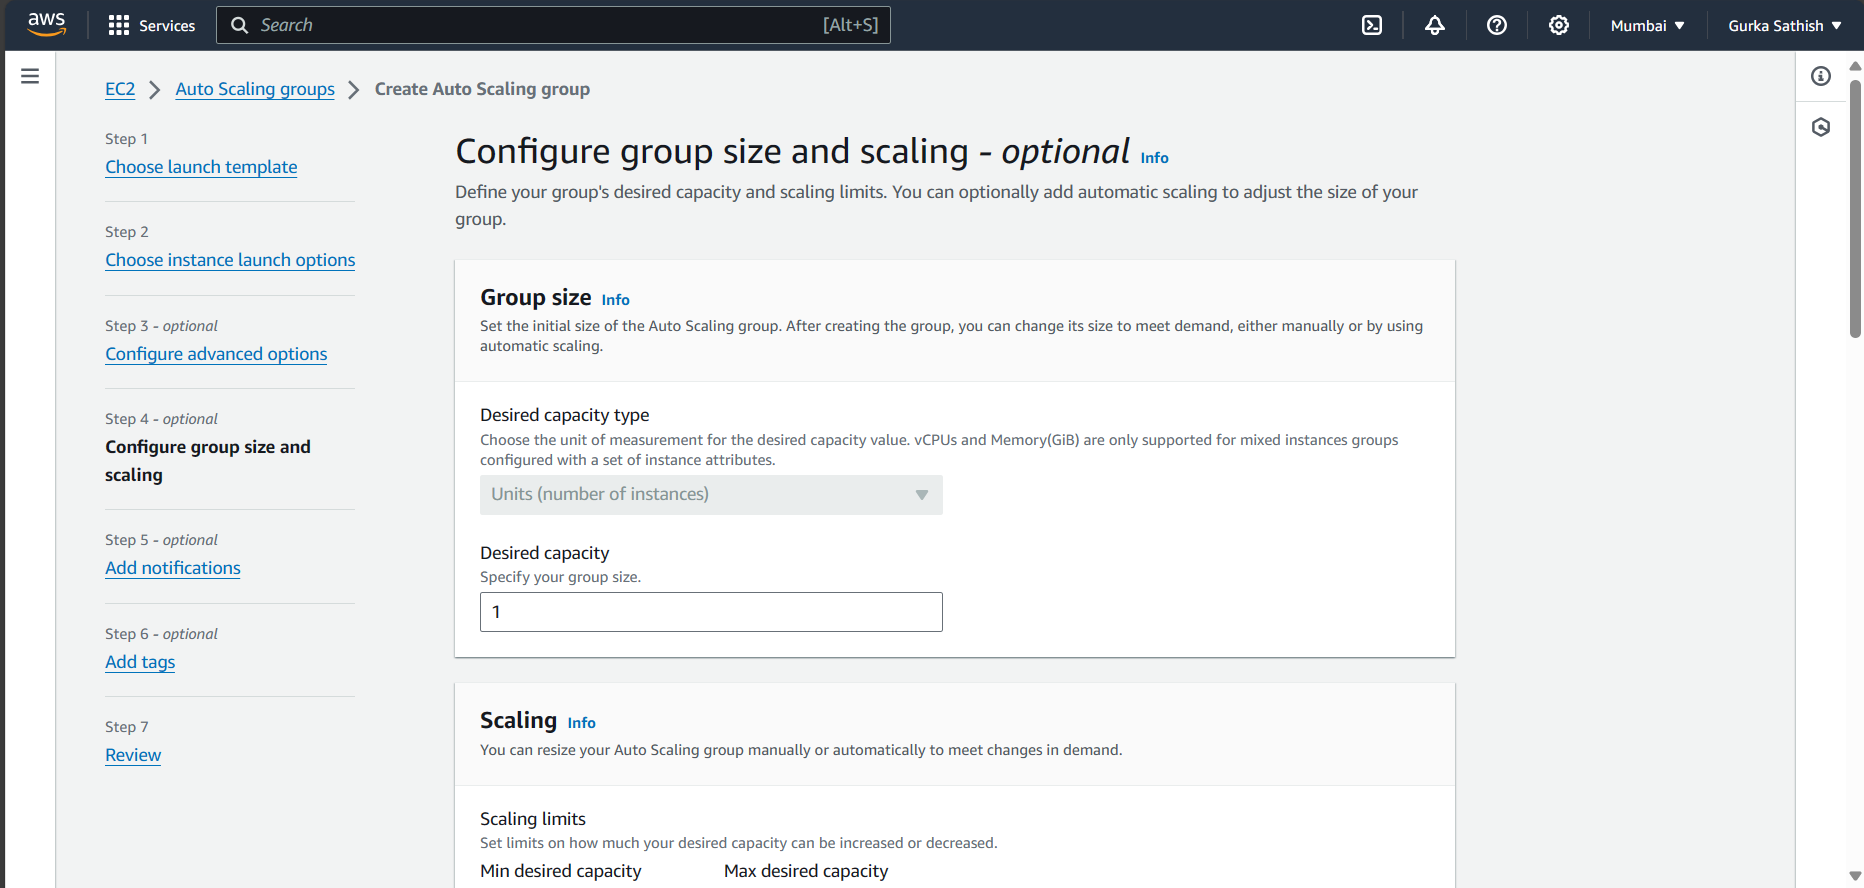 aws
Services
Search
[Alt+S]
Mumbai
Gurka Sathish
EC2
Auto Scaling groups
Create Auto Scaling group
Step 1
Choose launch template
Step 2
Choose instance launch options
Step 3 - optional
Configure advanced options
Step 4 - optional
Configure group size and
scaling
Step 5 - optional
Add notifications
Step 6 - optional
Add tags
Step 7
Review
Configure group size and scaling - optional Info
Define your group's desired capacity and scaling limits. You can optionally add automatic scaling to adjust the size of your
group.
Group size Info
Set the initial size of the Auto Scaling group. After creating the group, you can change its size to meet demand, either manually or by using
automatic scaling.
Desired capacity type
Choose the unit of measurement for the desired capacity value. vCPUs and Memory(GiB) are only supported for mixed instances groups
configured with a set of instance attributes.
Units (number of instances)
Desired capacity
Specify your group size.
1
Scaling Info
You can resize your Auto Scaling group manually or automatically to meet changes in demand.
Scaling limits
Set limits on how much your desired capacity can be increased or decreased.
Min desired capacity
Max desired capacity